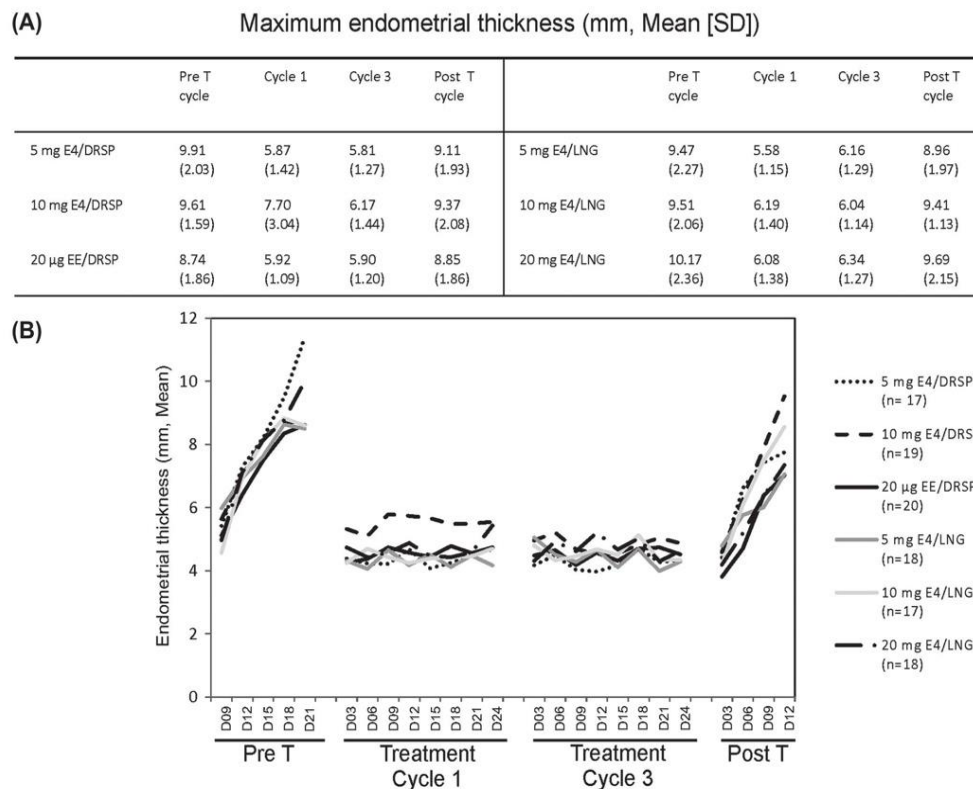 (A)
Maximum endometrial thickness (mm, Mean [SD])
Pre T cycle Cycle 1 Cycle 3 Post T cycle Pre T cycle Cycle 1 Cycle 3 Post T cycle
5 mg E4/DRSP 9.91 5.87 5.81 9.11 5 mg E4/LNG 9.47 5.58 6.16 8.96
(2.03) (1.42) (1.27) (1.93) (2.27) (1.15) (1.29) (1.97)
10 mg E4/DRSP 9.61 7.70 6.17 9.37 10 mg E4/LNG 9.51 6.19 6.04 9.41
(1.59) (3.04) (1.44) (2.08) (2.06) (1.40) (1.14) (1.13)
20 µg EE/DRSP 8.74 5.92 5.90 8.85 20 mg E4/LNG 10.17 6.08 6.34 9.69
(1.86) (1.09) (1.20) (1.86) (2.36) (1.38) (1.27) (2.15)
(B)
Endometrial thickness (mm, Mean)
12
10
8
6
4
2
0
D09 D12 D15 D18 D21 D03 D06 D09 D12 D15 D18 D21 D24 D03 D06 D09 D12 D15 D18 D21 D24 D03 D06 D09 D12
Pre T Treatment Treatment Post T
Cycle 1 Cycle 3
5 mg E4/DRSP
(n= 17)
10 mg E4/DRS
(n=19)
20 µg EE/DRSP
(n=20)
5 mg E4/LNG
(n=18)
10 mg E4/LNG
(n=17)
20 mg E4/LNG
(n=18)